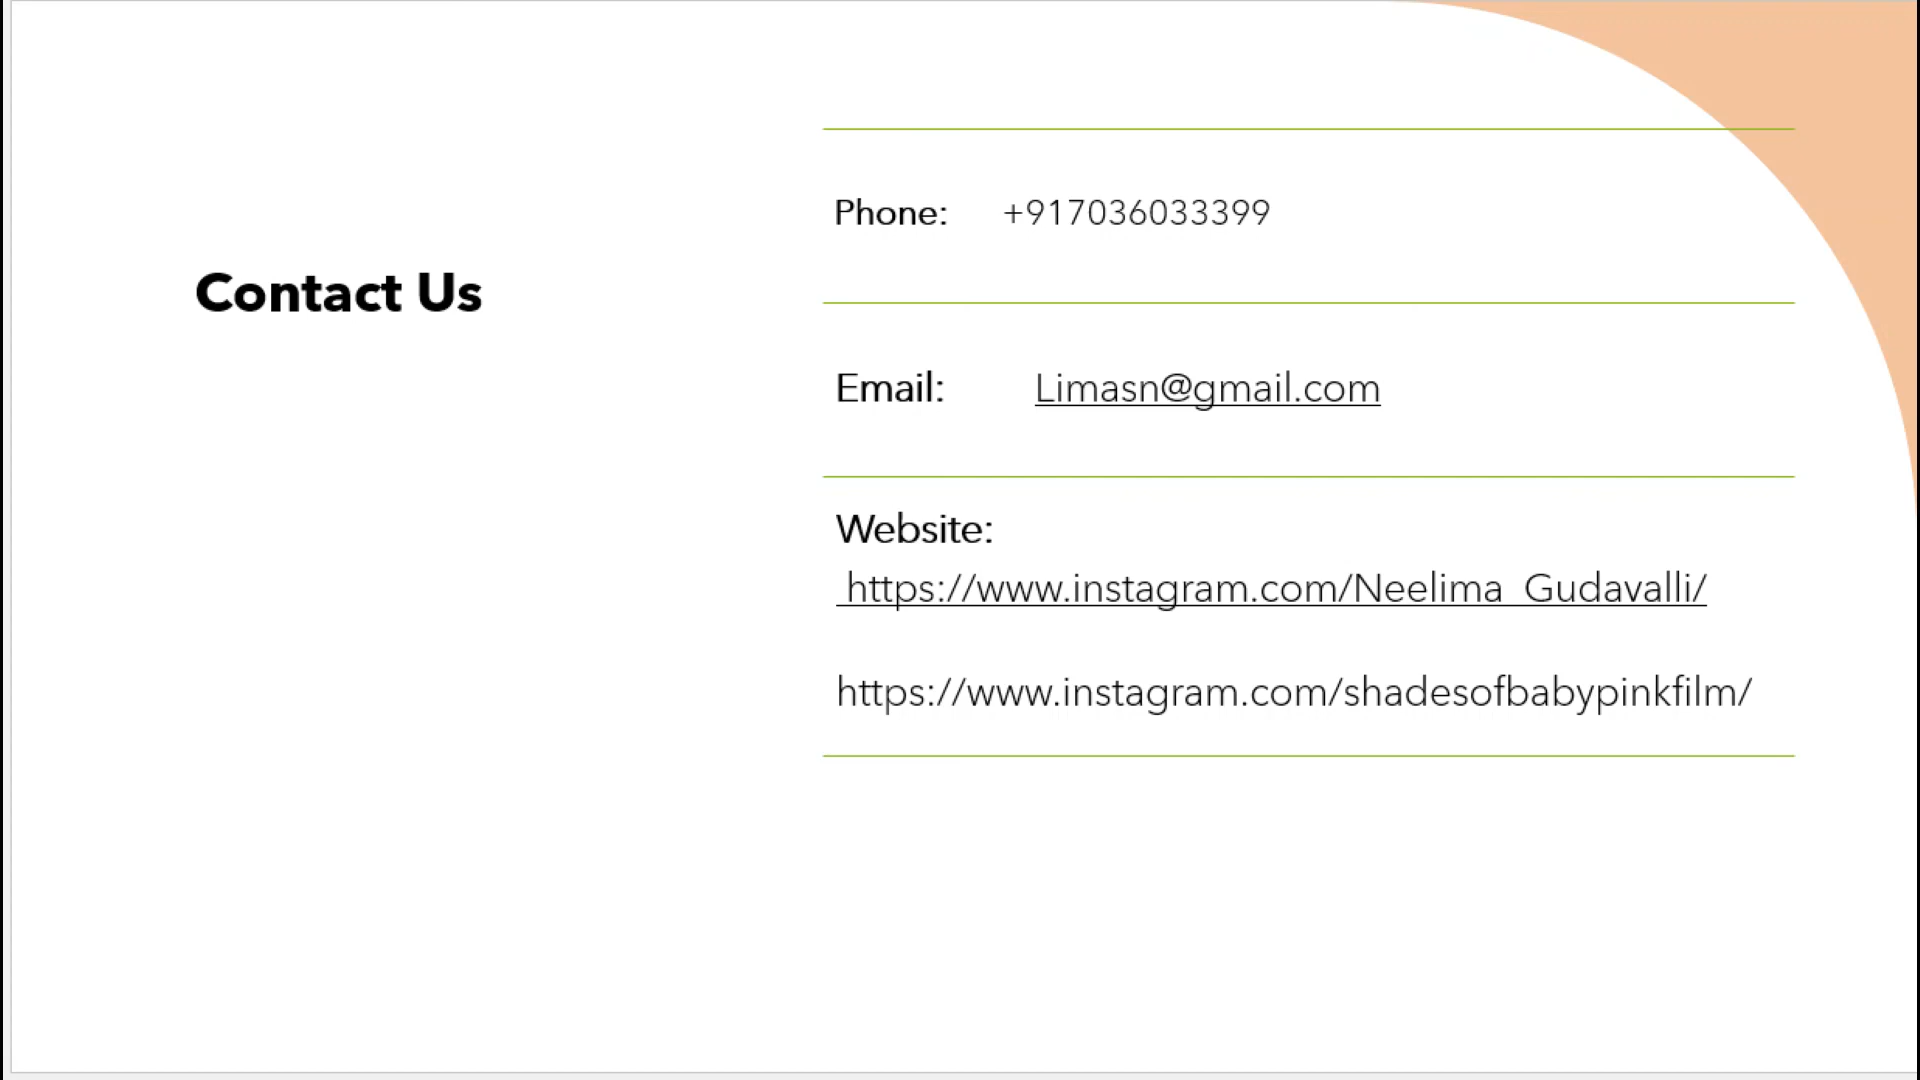 Contact Us
Phone: +917036033399
Email: Limasn@gmail.com
Website:
https://www.instagram.com/Neelima_Gudavalli/
https://www.instagram.com/shadesofbabypinkfilm/